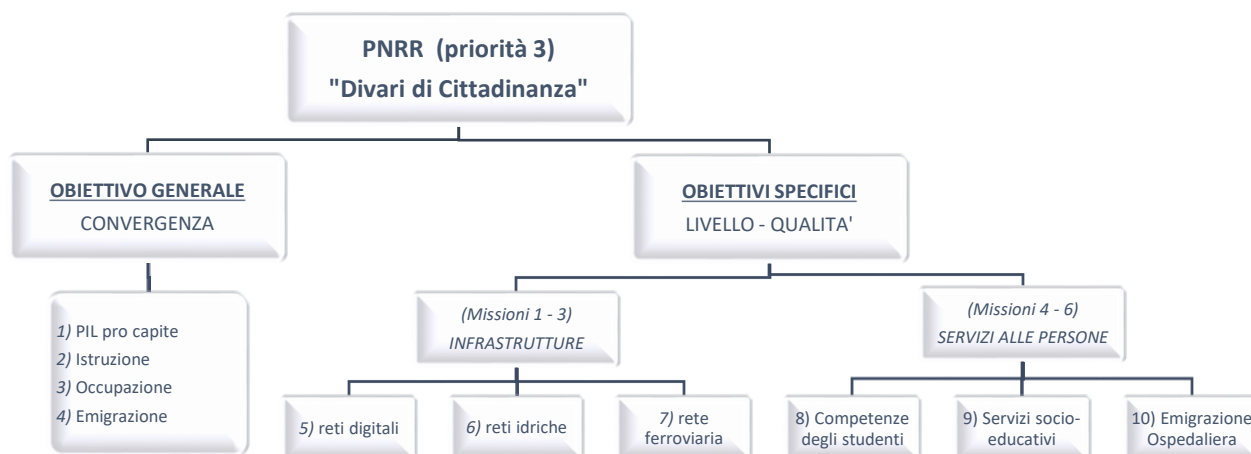 PNRR (priorità 3)
"Divari di Cittadinanza"
OBIETTIVO GENERALE
CONVERGENZA
OBIETTIVI SPECIFICI
LIVELLO - QUALITA'
1) PIL pro capite
2) Istruzione
3) Occupazione
4) Emigrazione
(Missioni 1 - 3)
INFRASTRUTTURE
(Missioni 4 - 6)
SERVIZI ALLE PERSONE
5) reti digitali
6) reti idriche
7) rete
ferroviaria
8) Competenze
degli studenti
9) Servizi socio-
educativi
10) Emigrazione
Ospedaliera